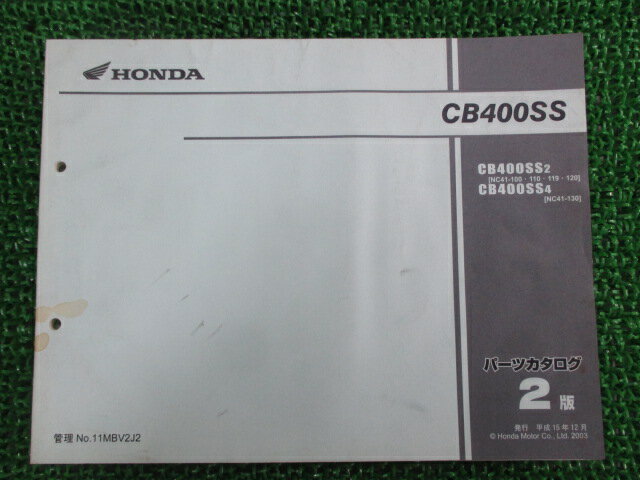 HONDA
CB400SS
CB400SS2
[NC41-100・110・119・120]
CB400SS4
[NC41-130]
パーツカタログ
2版
発行 平成15年12月
© Honda Motor Co., Ltd. 2003
管理 No.11MBV2J2